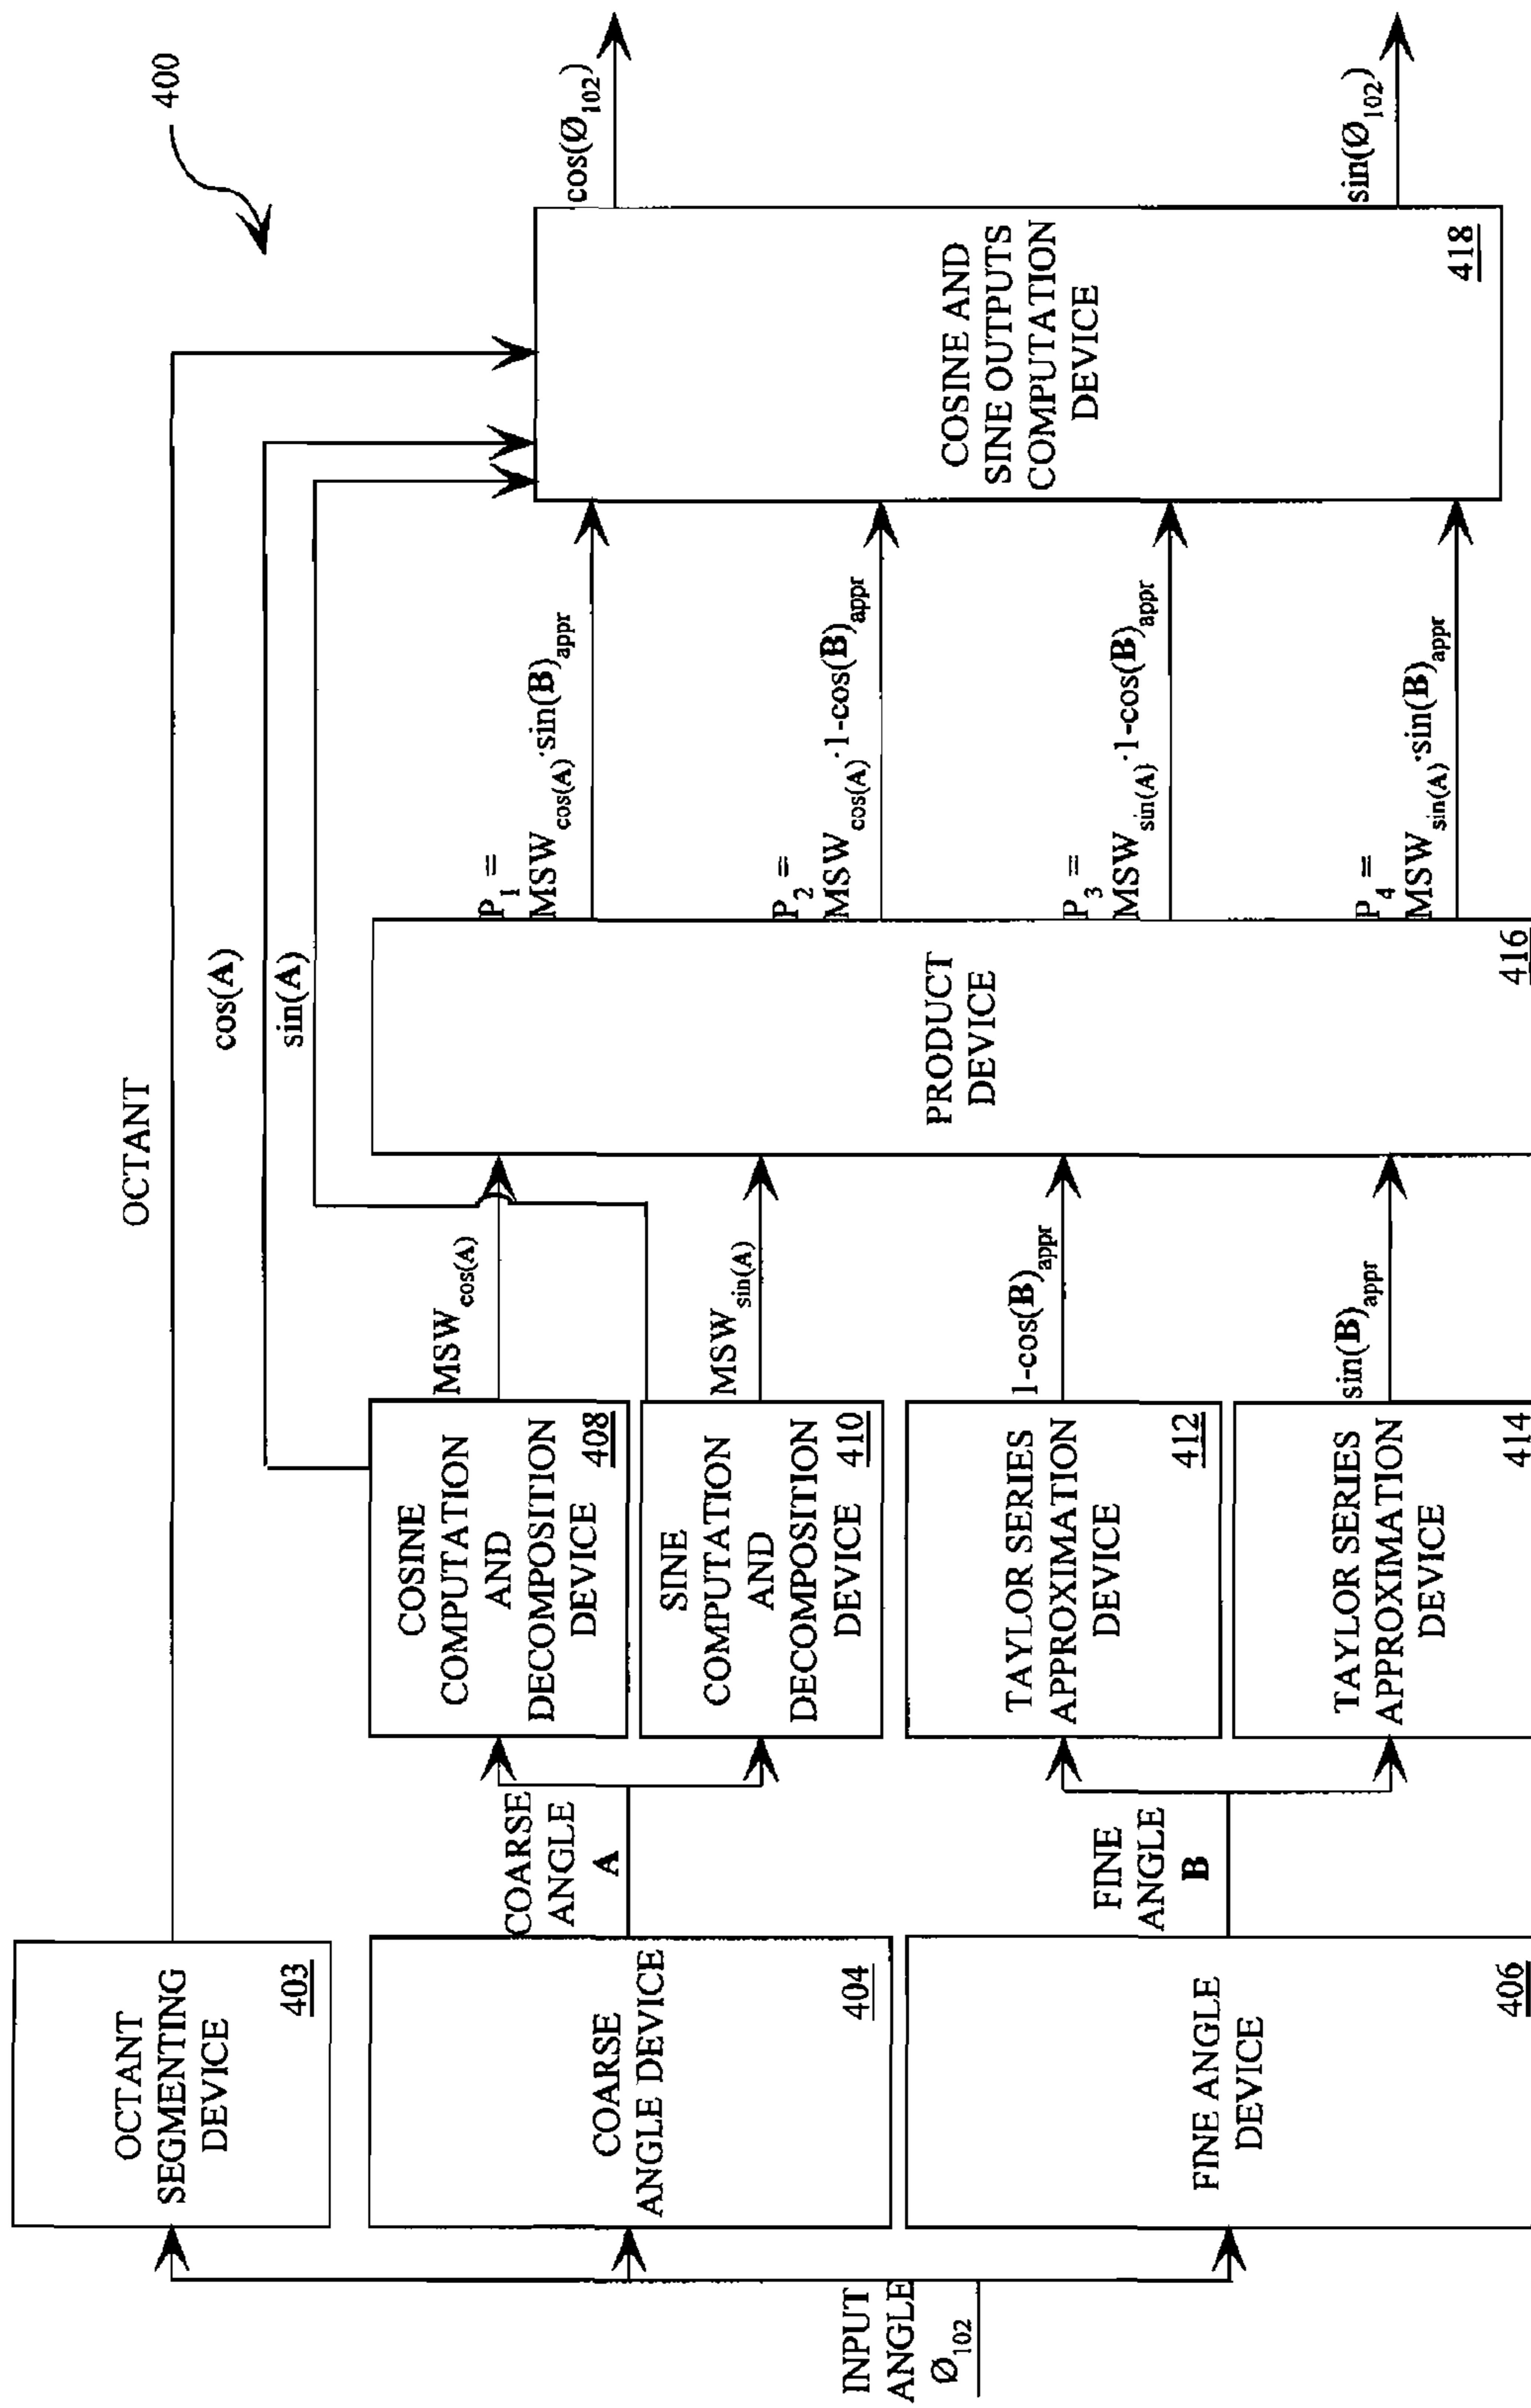 400
OCTANT
cos(A)
sin(A)
INPUT
ANGLE
Ø102
OCTANT
SEGMENTING
DEVICE
403
COARSE
ANGLE DEVICE
404
FINE ANGLE
DEVICE
406
COARSE
ANGLE
A
FINE
ANGLE
B
COSINE
COMPUTATION
AND
DECOMPOSITION
DEVICE 408
SINE
COMPUTATION
AND
DECOMPOSITION
DEVICE 410
TAYLOR SERIES
APPROXIMATION
DEVICE
412
TAYLOR SERIES
APPROXIMATION
DEVICE
414
MSWcos(A)
MSWsin(A)
1-cos(B)appr
sin(B)appr
PRODUCT
DEVICE
416
P1 =
MSWcos(A)·sin(B)appr
P2 =
MSWcos(A)·1-cos(B)appr
P3 =
MSWsin(A)·1-cos(B)appr
P4 =
MSWsin(A)·sin(B)appr
COSINE AND
SINE OUTPUTS
COMPUTATION
DEVICE
418
cos(Ø102)
sin(Ø102)